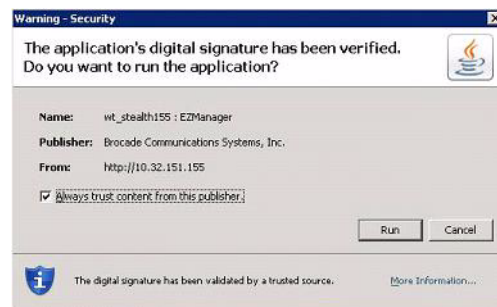 Warning - Security
The application's digital signature has been verified.
Do you want to run the application?
Name: wt_stealth155 : EZManager
Publisher: Brocade Communications Systems, Inc.
From: http://10.32.151.155
Always trust content from this publisher.
Run Cancel
The digital signature has been validated by a trusted source. More Information...